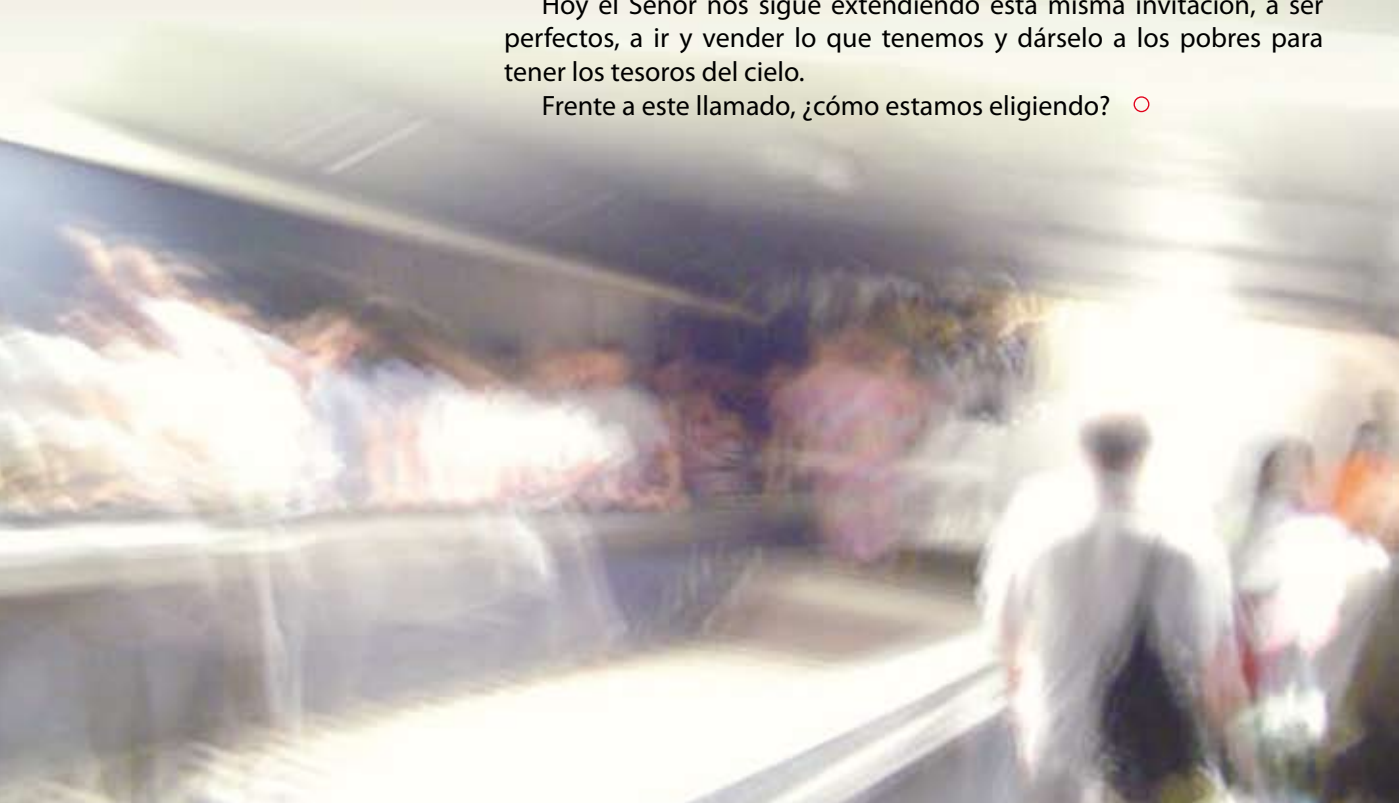 Hoy el Señor nos sigue extendiendo esta misma invitación, a ser
perfectos, a ir y vender lo que tenemos y dárselo a los pobres para
tener los tesoros del cielo.
Frente a este llamado, ¿cómo estamos eligiendo?